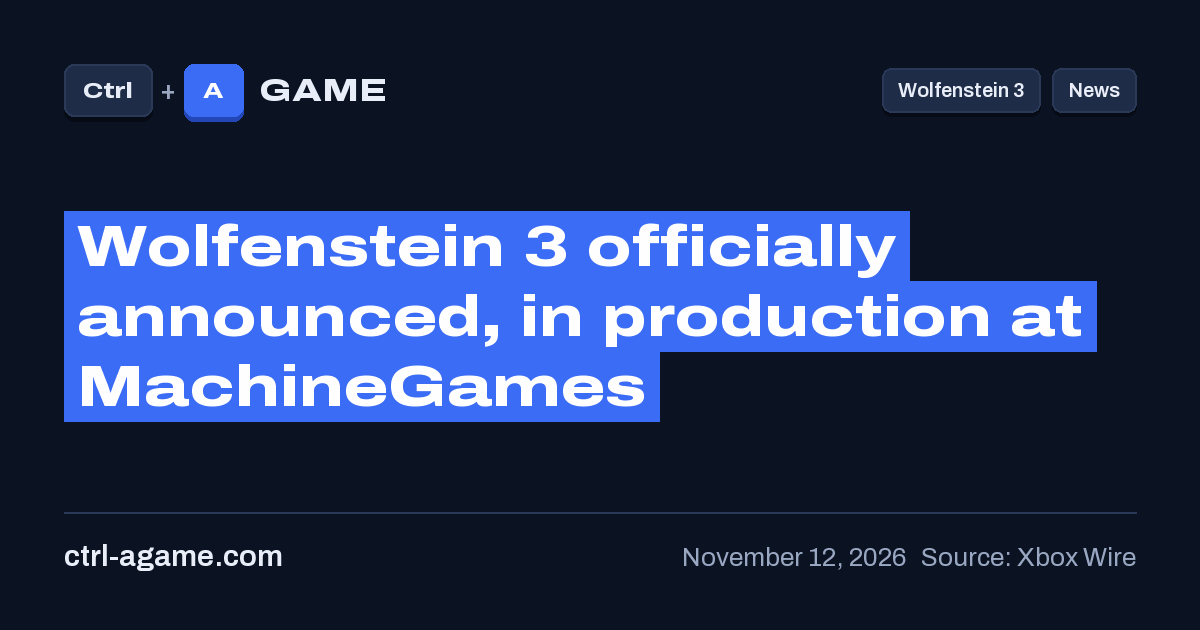 Ctrl + A GAME
Wolfenstein 3 News
Wolfenstein 3 officially
announced, in production at
MachineGames
ctrl-agame.com
November 12, 2026 Source: Xbox Wire